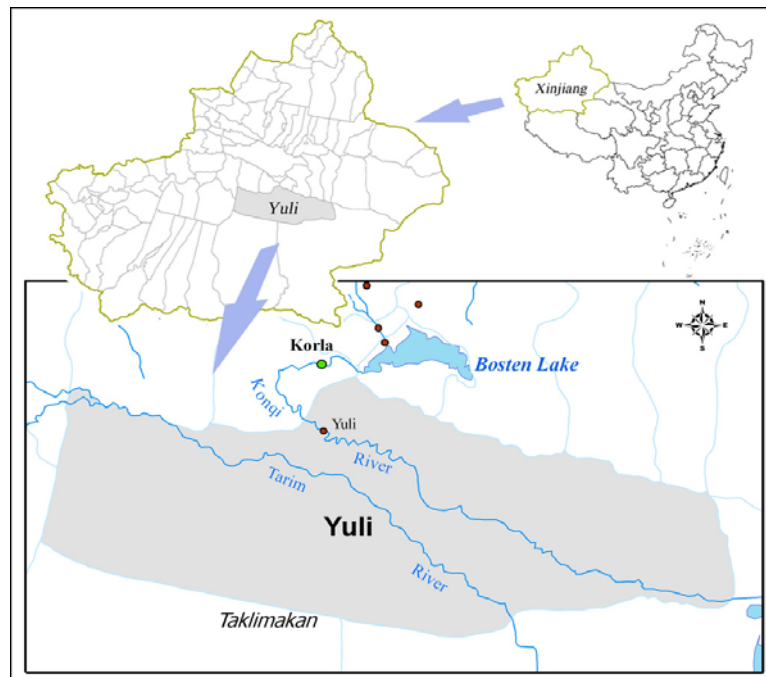 Xinjiang
Yuli
N
W E
S
Korla
Bosten Lake
Konqi
Yuli
River
Tarim
Yuli
River
Taklimakan